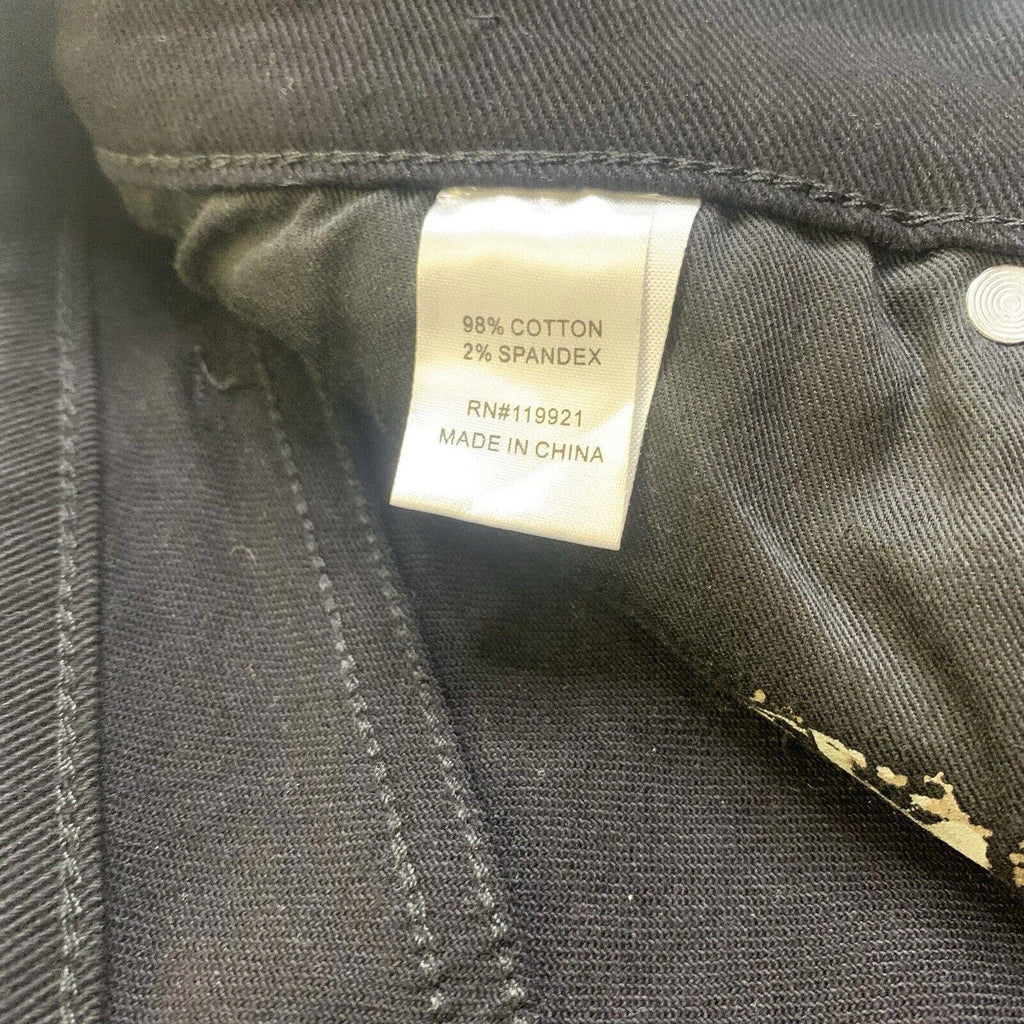 98% COTTON
2% SPANDEX
RN#119921
MADE IN CHINA